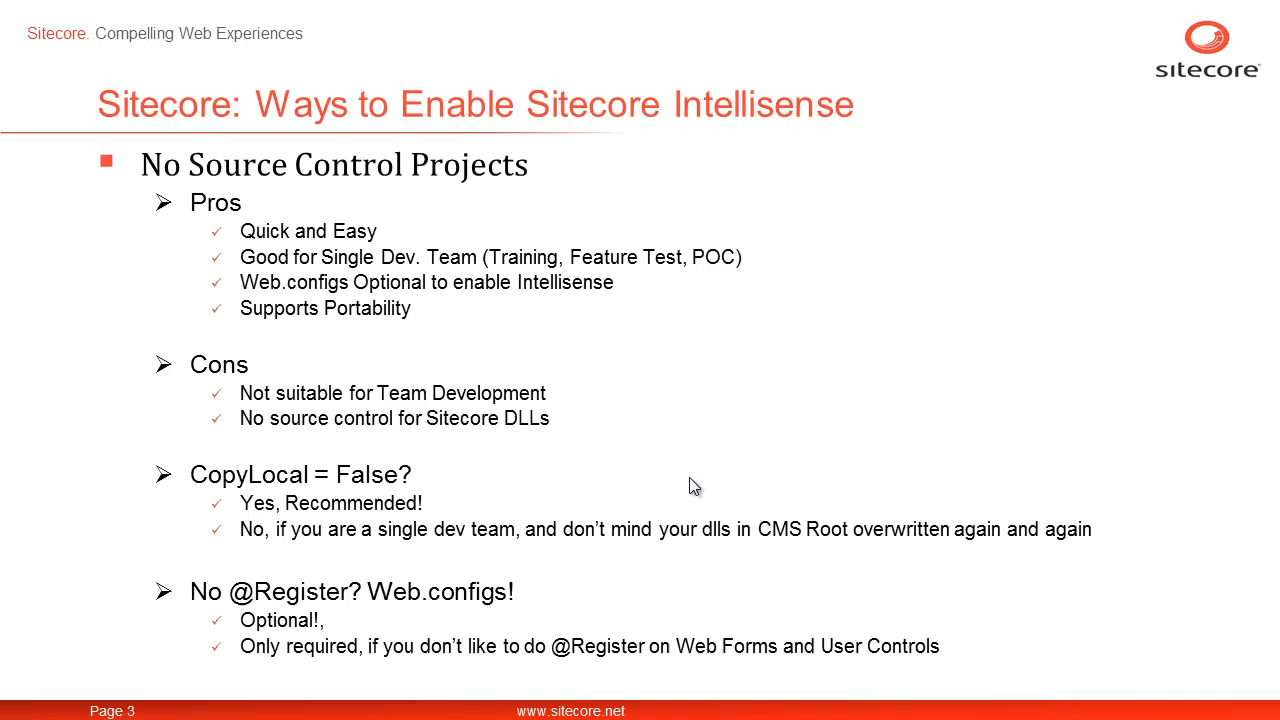 Sitecore. Compelling Web Experiences
sitecore
Sitecore: Ways to Enable Sitecore Intellisense
No Source Control Projects
Pros
Quick and Easy
Good for Single Dev. Team (Training, Feature Test, POC)
Web.configs Optional to enable Intellisense
Supports Portability
Cons
Not suitable for Team Development
No source control for Sitecore DLLs
CopyLocal = False?
Yes, Recommended!
No, if you are a single dev team, and don’t mind your dlls in CMS Root overwritten again and again
No @Register? Web.configs!
Optional!,
Only required, if you don’t like to do @Register on Web Forms and User Controls
Page 3
www.sitecore.net